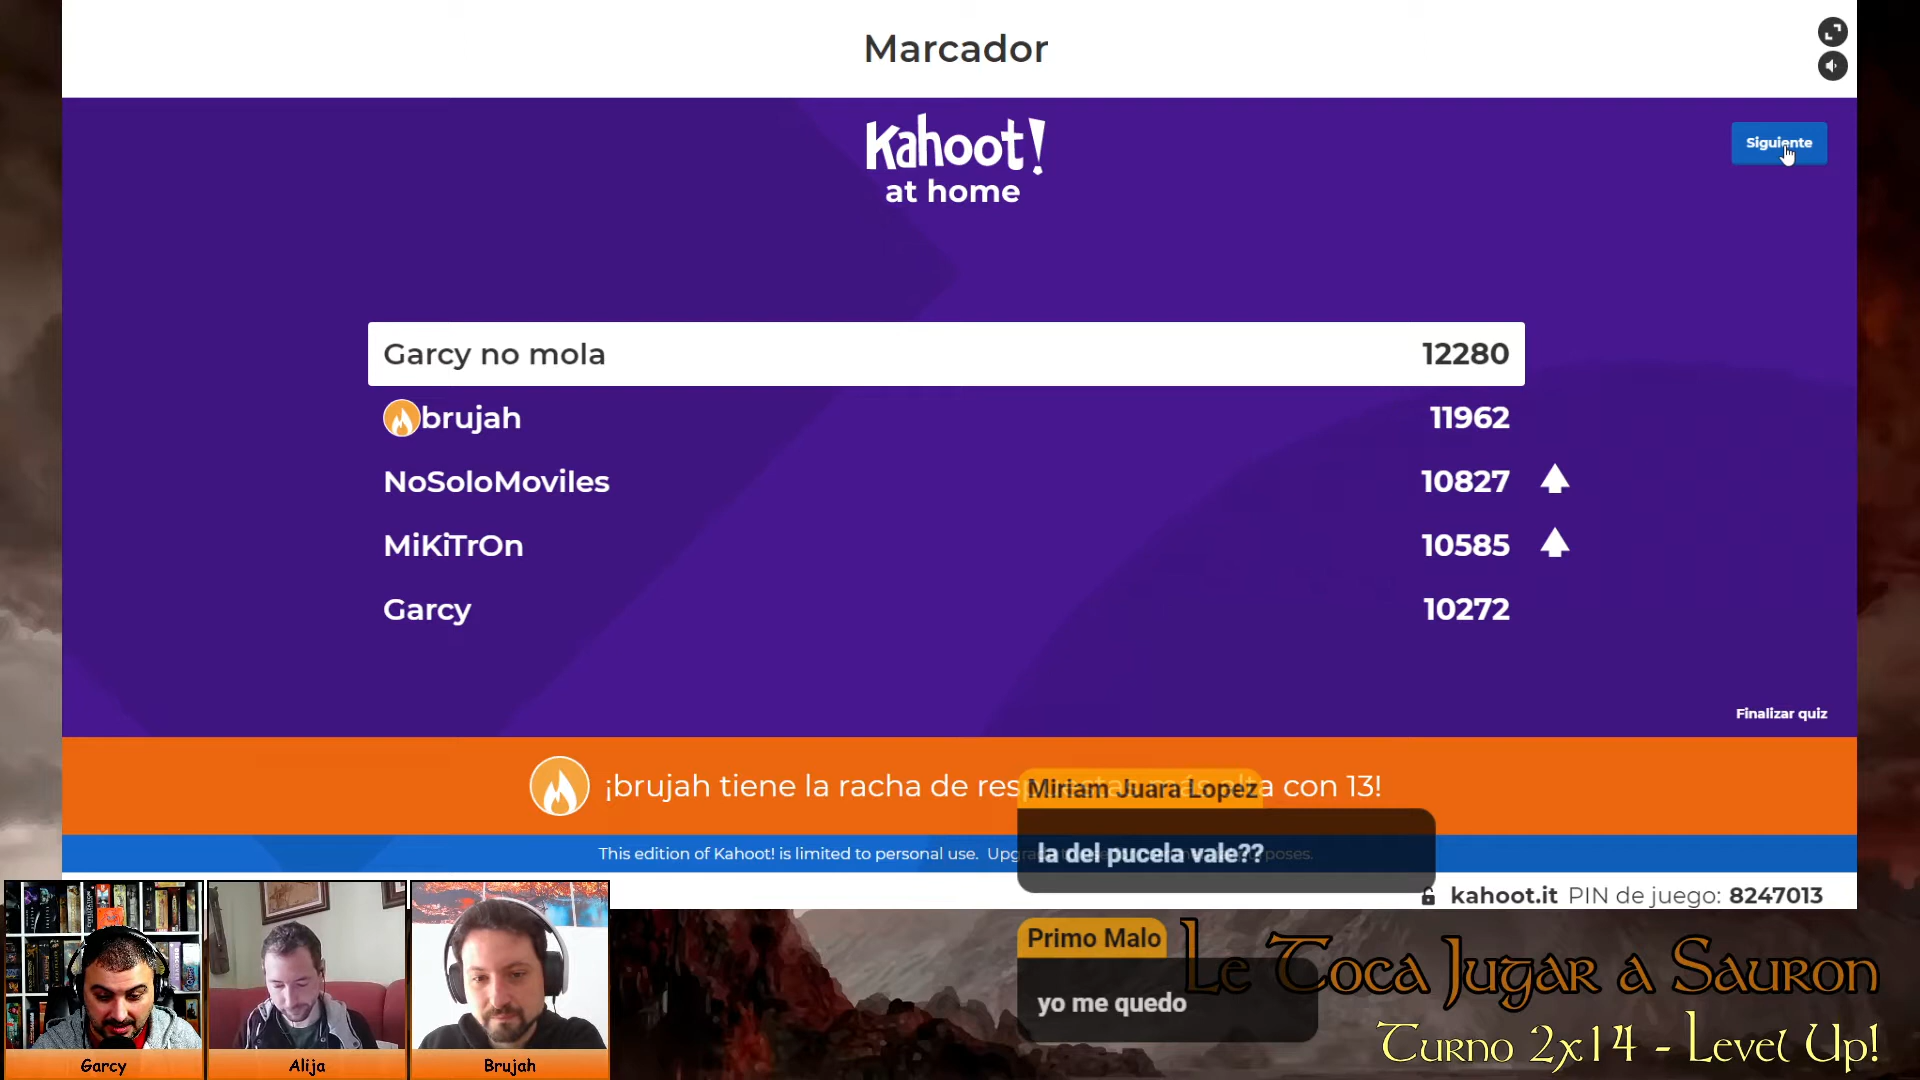 Marcador
Kahoot!
at home
Siguiente
Garcy no mola 12280
brujah 11962
NoSoloMoviles 10827
MiKiTrOn 10585
Garcy 10272
Finalizar quiz
¡brujah tiene la racha de respuestas más alta con 13!
Miriam Juara Lopez
This edition of Kahoot! is limited to personal use.
la del pucela vale??
kahoot.it PIN de juego: 8247013
Primo Malo
yo me quedo
Le Toca Jugar a Sauron
Turno 2x14 - Level Up!
Garcy
Alija
Brujah